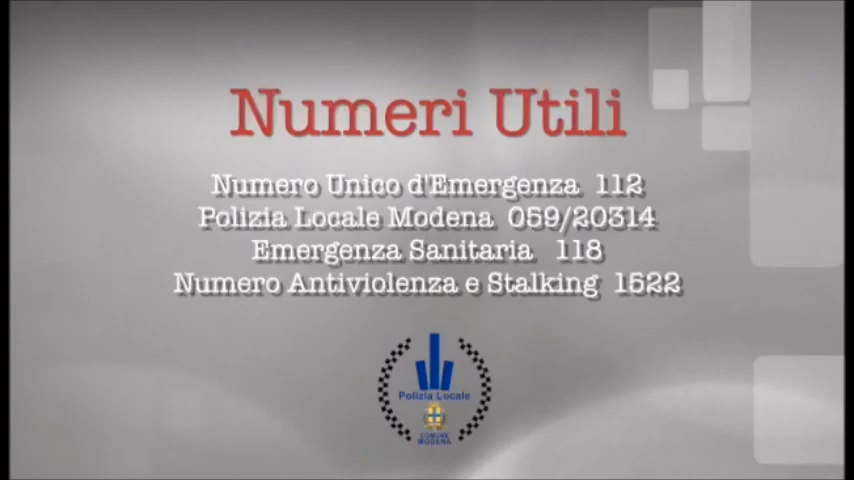 Numeri Utili
Numero Unico d'Emergenza 112
Polizia Locale Modena 059/20314
Emergenza Sanitaria 118
Numero Antiviolenza e Stalking 1522
Polizia Locale
COMUNE
MODENA